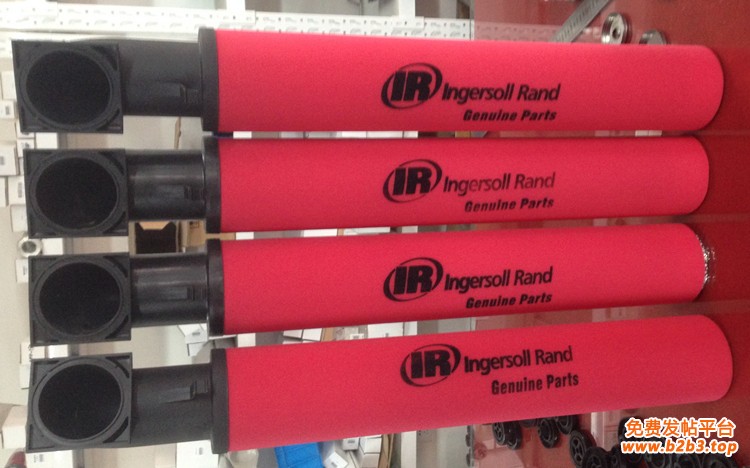 IR Ingersoll Rand
Genuine Parts
IR Ingersoll Rand
Genuine Parts
IR Ingersoll Rand
Genuine Parts
IR Ingersoll Rand
Genuine Parts
免费发帖平台
www.b2b3.top